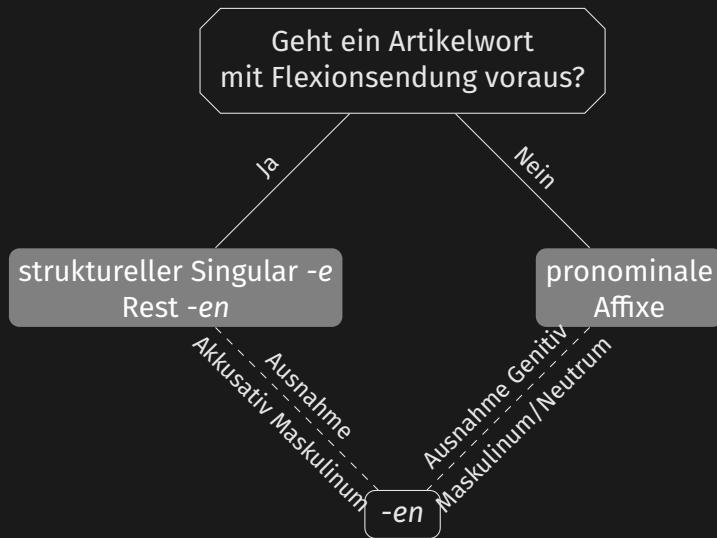 Geht ein Artikelwort
mit Flexionsendung voraus?
Ja
Nein
struktureller Singular -e
Rest -en
pronominale
Affixe
Ausnahme
Akkusativ Maskulinum
Ausnahme Genitiv
Maskulinum/Neutrum
-en